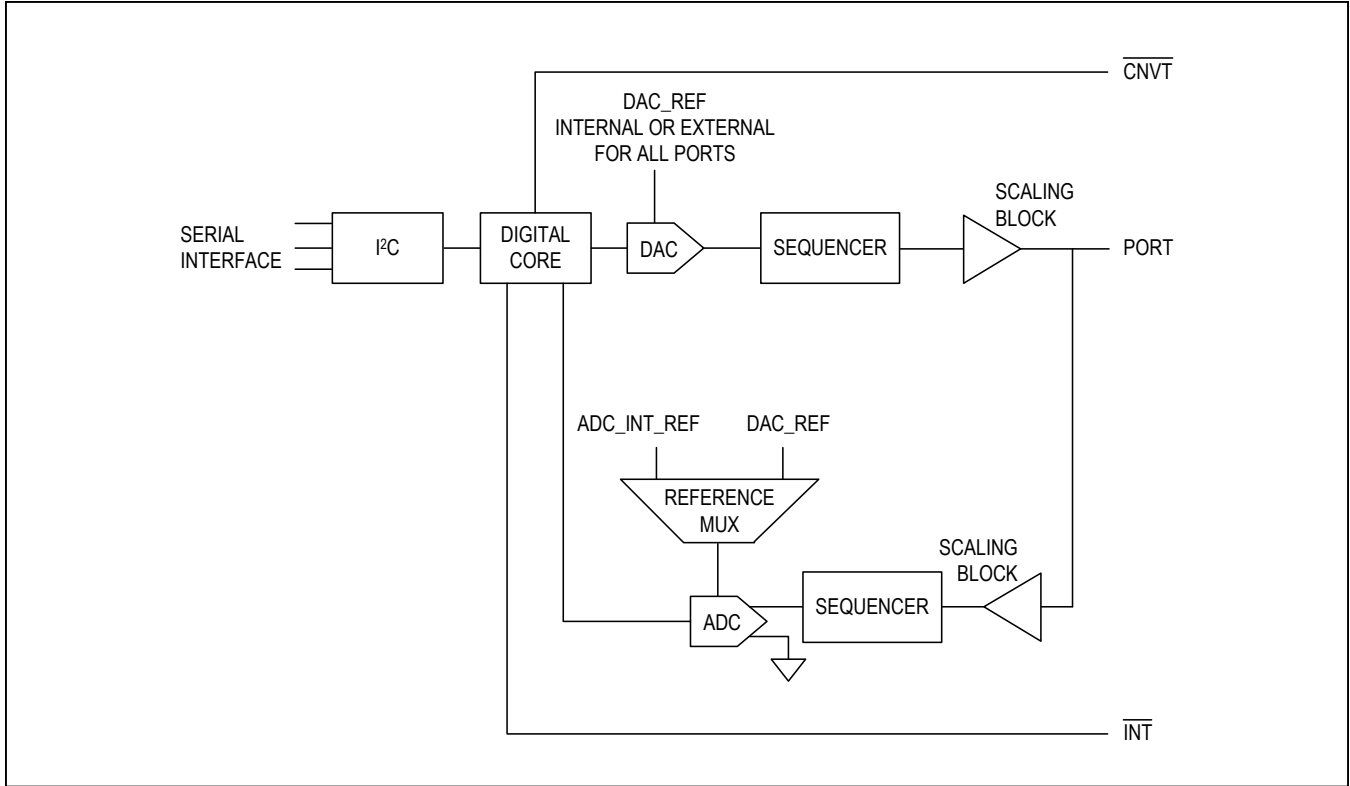 CNVT
DAC_REF
INTERNAL OR EXTERNAL
FOR ALL PORTS
SCALING
BLOCK
SERIAL
INTERFACE
I²C
DIGITAL
CORE
DAC
SEQUENCER
PORT
ADC_INT_REF
DAC_REF
REFERENCE
MUX
SCALING
BLOCK
SEQUENCER
ADC
INT